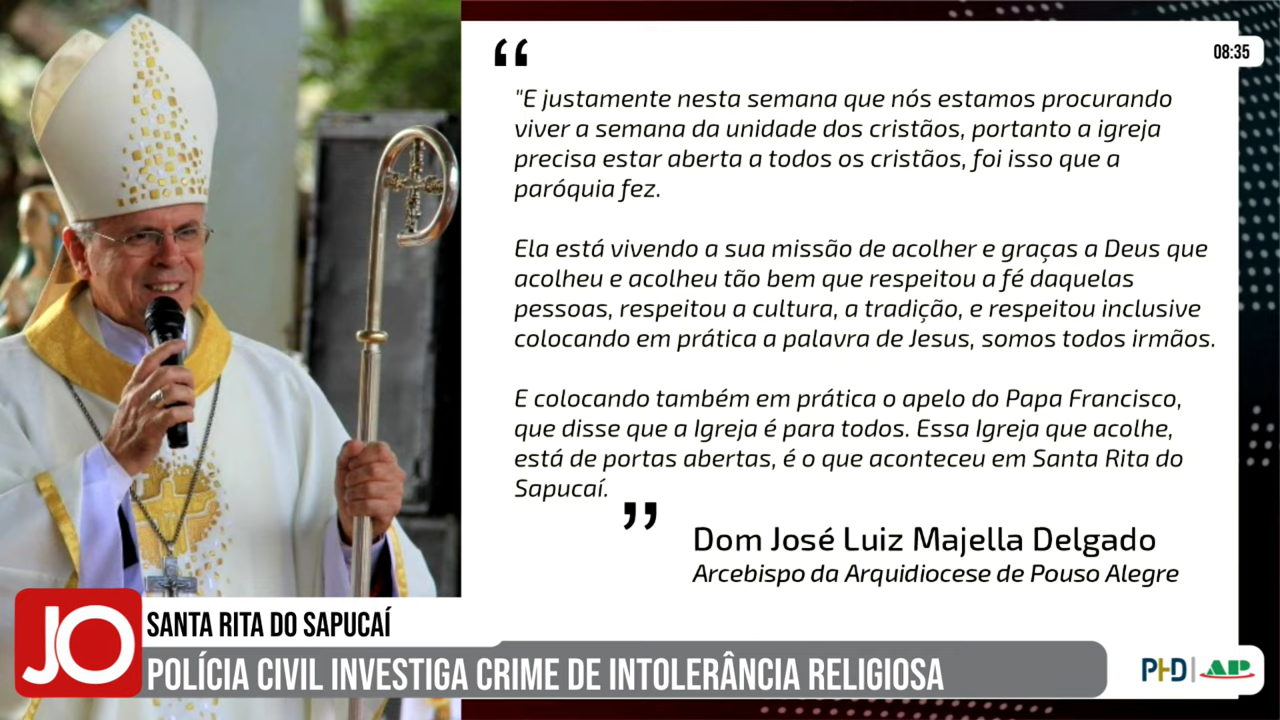 08:35
“
"E justamente nesta semana que nós estamos procurando
viver a semana da unidade dos cristãos, portanto a igreja
precisa estar aberta a todos os cristãos, foi isso que a
paróquia fez.
Ela está vivendo a sua missão de acolher e graças a Deus que
acolheu e acolheu tão bem que respeitou a fé daquelas
pessoas, respeitou a cultura, a tradição, e respeitou inclusive
colocando em prática a palavra de Jesus, somos todos irmãos.
E colocando também em prática o apelo do Papa Francisco,
que disse que a Igreja é para todos. Essa Igreja que acolhe,
está de portas abertas, é o que aconteceu em Santa Rita do
Sapucaí.
”
Dom José Luiz Majella Delgado
Arcebispo da Arquidiocese de Pouso Alegre
JO
SANTA RITA DO SAPUCAÍ
POLÍCIA CIVIL INVESTIGA CRIME DE INTOLERÂNCIA RELIGIOSA
PHD | AP